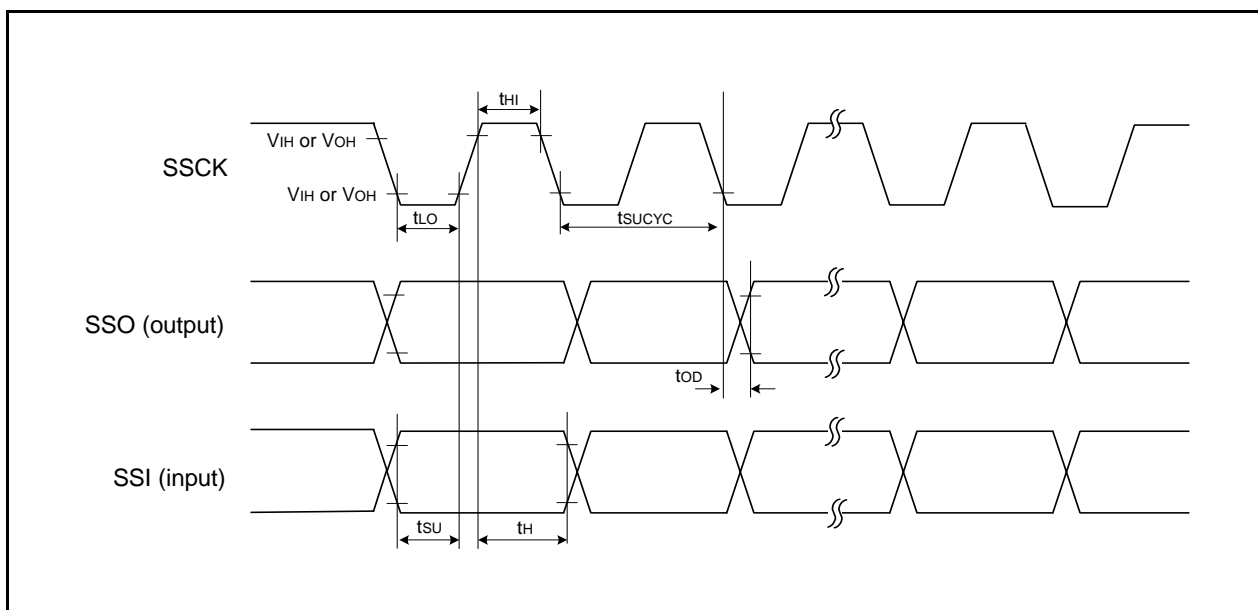 tHI
VIH or VOH
SSCK
VIH or VOH
tLO
tSUCYC
SSO (output)
tOD
SSI (input)
tSU
tH